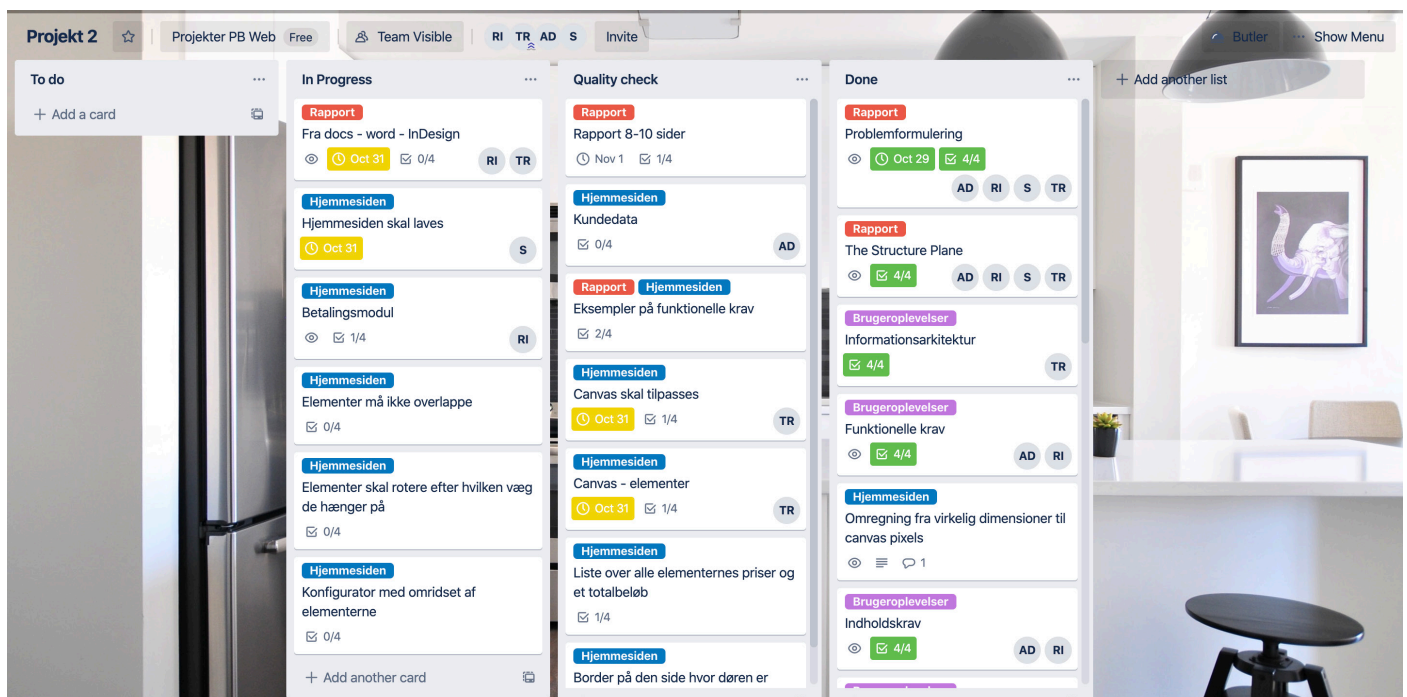 Projekt 2
Projekter PB Web Free
Team Visible
RI TR AD S
Invite
Butler
··· Show Menu
To do ···
+ Add a card
In Progress ···
Rapport
Fra docs - word - InDesign
Oct 31 0/4 RI TR
Hjemmesiden
Hjemmesiden skal laves
Oct 31 S
Hjemmesiden
Betalingsmodul
1/4 RI
Hjemmesiden
Elementer må ikke overlappe
0/4
Hjemmesiden
Elementer skal rotere efter hvilken væg
de hænger på
0/4
Hjemmesiden
Konfigurator med omridset af
elementerne
0/4
+ Add another card
Quality check ···
Rapport
Rapport 8-10 sider
Nov 1 1/4
Hjemmesiden
Kundedata
0/4 AD
Rapport Hjemmesiden
Eksempler på funktionelle krav
2/4
Hjemmesiden
Canvas skal tilpasses
Oct 31 1/4 TR
Hjemmesiden
Canvas - elementer
Oct 31 1/4 TR
Hjemmesiden
Liste over alle elementernes priser og
et totalbeløb
1/4
Hjemmesiden
Border på den side hvor døren er
Done ···
Rapport
Problemformulering
Oct 29 4/4
AD RI S TR
Rapport
The Structure Plane
4/4 AD RI S TR
Brugeroplevelser
Informationsarkitektur
4/4 TR
Brugeroplevelser
Funktionelle krav
4/4 AD RI
Hjemmesiden
Omregning fra virkelig dimensioner til
canvas pixels
1
Brugeroplevelser
Indholdskrav
4/4 AD RI
+ Add another list